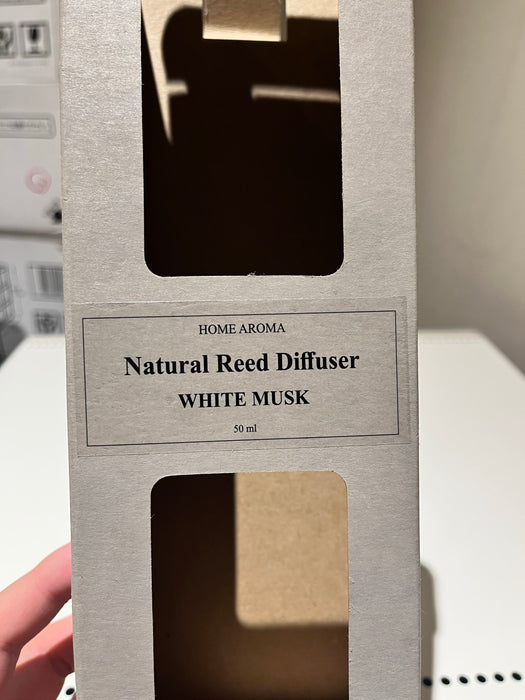 HOME AROMA
Natural Reed Diffuser
WHITE MUSK
50 ml